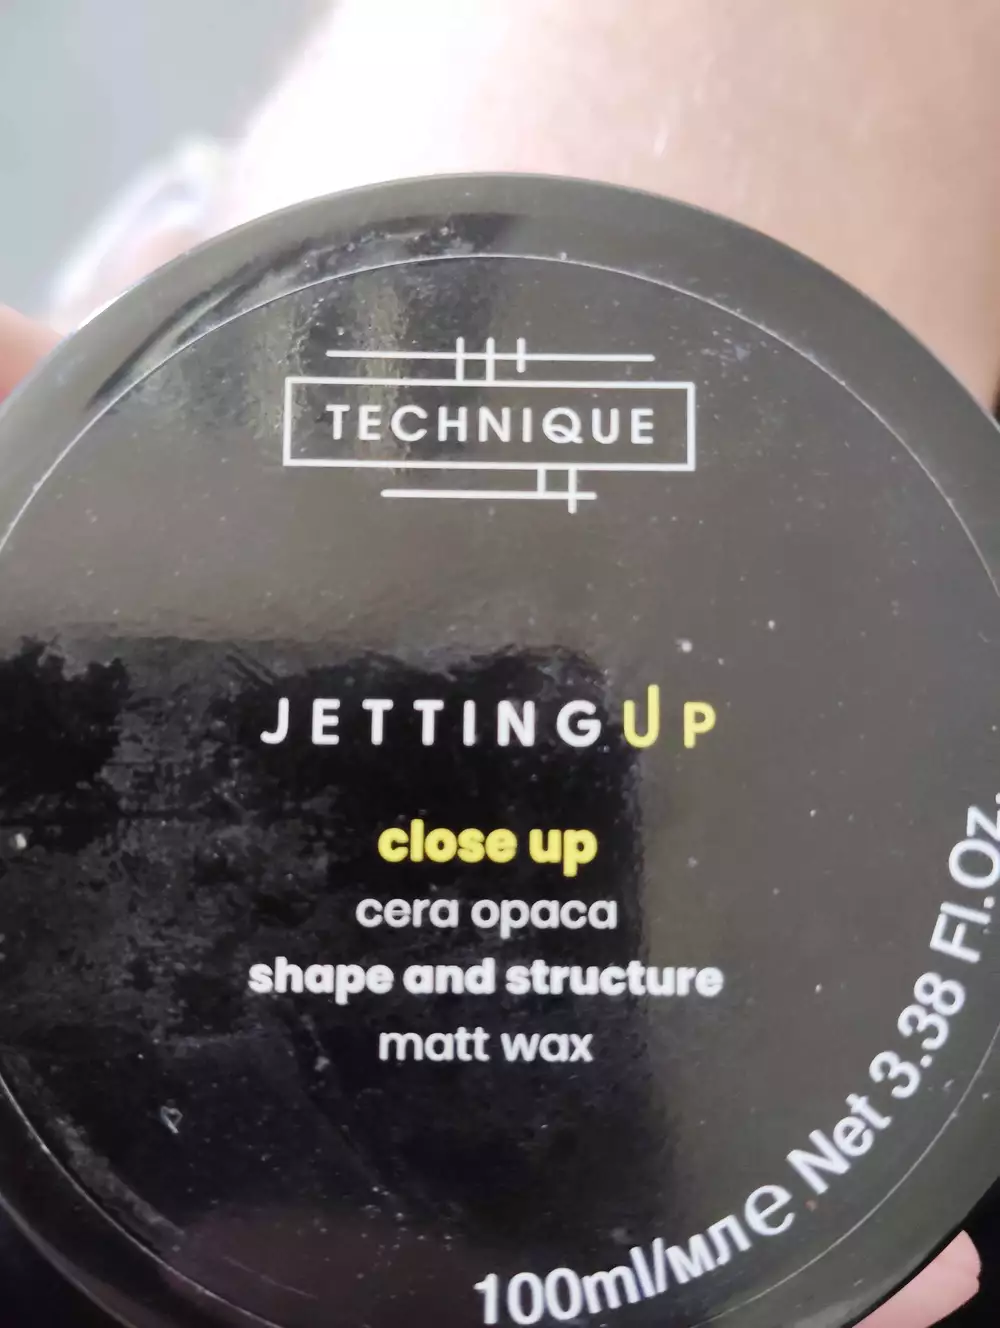 TECHNIQUE
JETTINGUP
close up
cera opaca
shape and structure
matt wax
100ml/мл e Net 3.38 Fl.Oz.